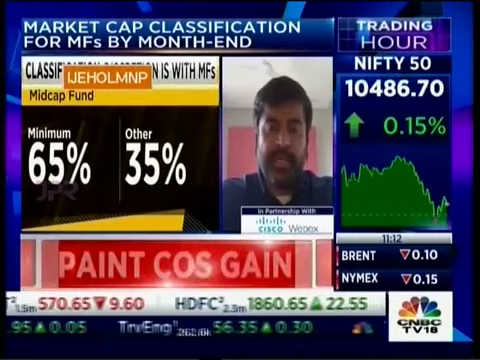 MARKET CAP CLASSIFICATION
FOR MFs BY MONTH-END
TRADING
HOUR
IS WITH MFs
IJEHOLMNP
Midcap Fund
Minimum
65%
Other
35%
In Partnership With
CISCO Webex
NIFTY 50
10486.70
0.15%
11:12
BRENT 0.10
NYMEX 0.15
PAINT COS GAIN
570.65 9.60 HDFC 1860.65 22.55
.95 0.05 TrvEng 56.35 0.30
CNBC
TV18